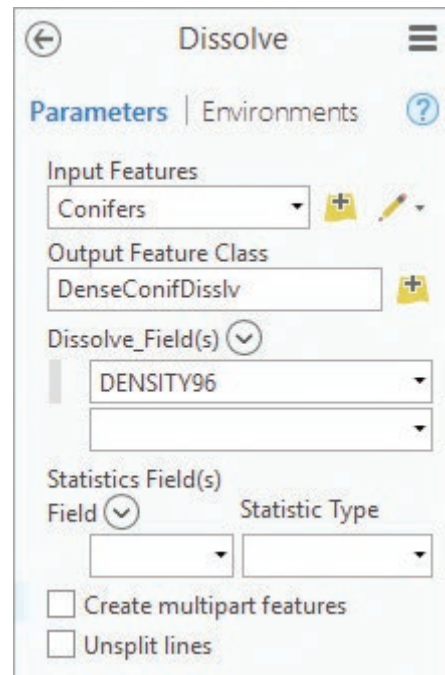 Dissolve
Parameters | Environments ?
Input Features
Conifers
Output Feature Class
DenseConifDisslv
Dissolve_Field(s)
DENSITY96
Statistics Field(s)
Field Statistic Type
Create multipart features
Unsplit lines